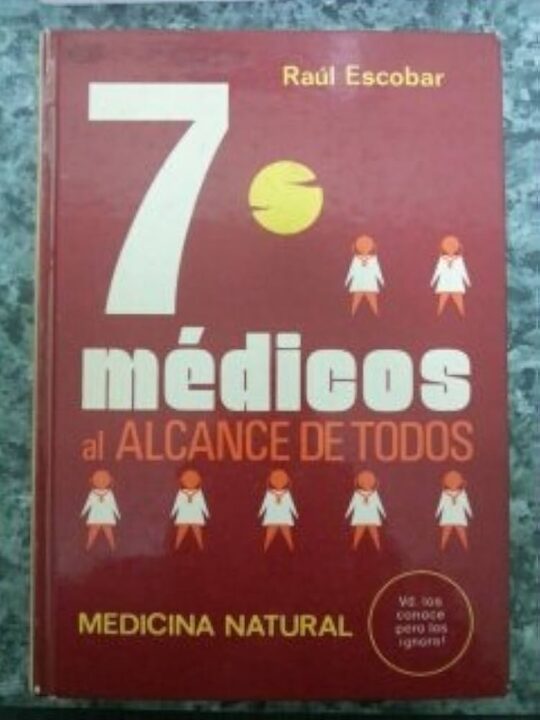 Raúl Escobar
7
médicos
al ALCANCE DE TODOS
MEDICINA NATURAL
Vd. los
conoce
pero los
ignora!